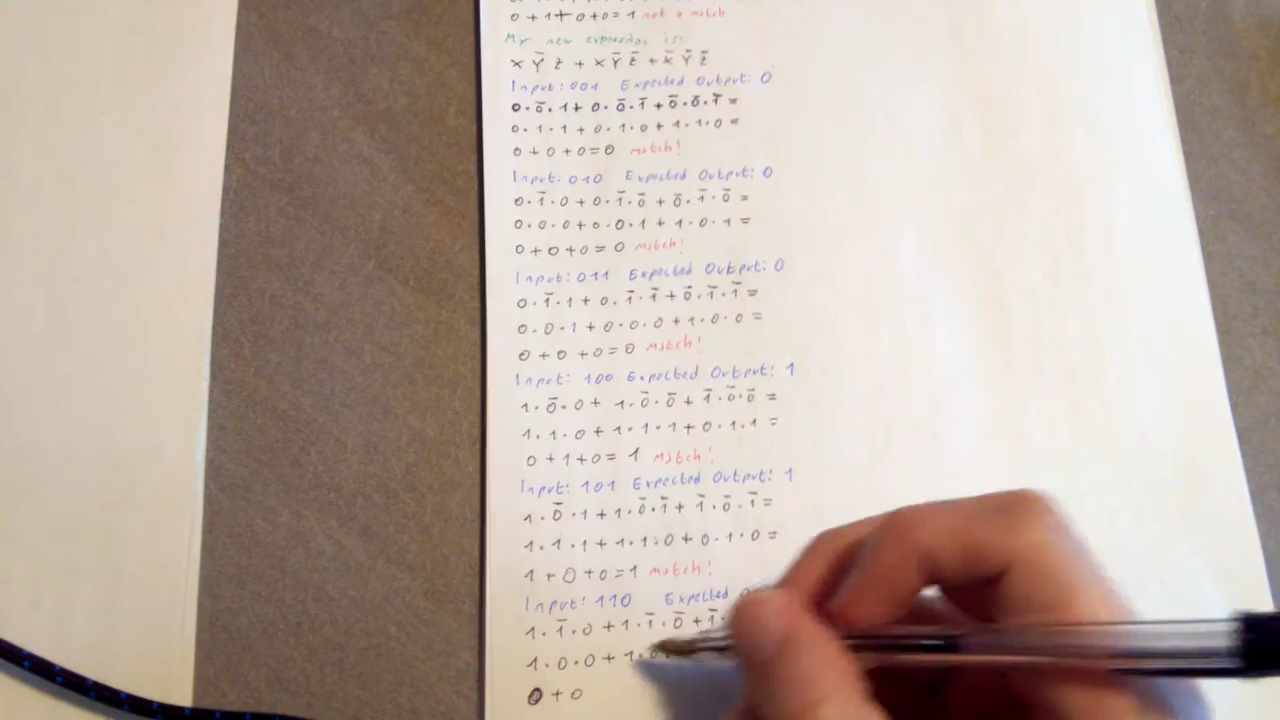 0 + 1 + 0 + 0 = 1 not a match
My new expression is:
X Ȳ Z + X Ȳ Z̄ + X̄ Ȳ Z̄
Input: 001 Expected Output: 0
0 · 0̄ · 1 + 0 · 0̄ · 1̄ + 0̄ · 0̄ · 1̄ =
0 · 1 · 1 + 0 · 1 · 0 + 1 · 1 · 0 =
0 + 0 + 0 = 0 match!
Input: 010 Expected Output: 0
0 · 1̄ · 0 + 0 · 1̄ · 0̄ + 0̄ · 1̄ · 0̄ =
0 · 0 · 0 + 0 · 0 · 1 + 1 · 0 · 1 =
0 + 0 + 0 = 0 match!
Input: 011 Expected Output: 0
0 · 1̄ · 1 + 0 · 1̄ · 1̄ + 0̄ · 1̄ · 1̄ =
0 · 0 · 1 + 0 · 0 · 0 + 1 · 0 · 0 =
0 + 0 + 0 = 0 match!
Input: 100 Expected Output: 1
1 · 0̄ · 0 + 1 · 0̄ · 0̄ + 1̄ · 0̄ · 0̄ =
1 · 1 · 0 + 1 · 1 · 1 + 0 · 1 · 1 =
0 + 1 + 0 = 1 match!
Input: 101 Expected Output: 1
1 · 0̄ · 1 + 1 · 0̄ · 1̄ + 1̄ · 0̄ · 1̄ =
1 · 1 · 1 + 1 · 1 · 0 + 0 · 1 · 0 =
1 + 0 + 0 = 1 match!
Input: 110 Expected
1 · 1̄ · 0 + 1 · 1̄ · 0̄ + 1̄ ·
1 · 0 · 0 + 1 · 0
0 + 0